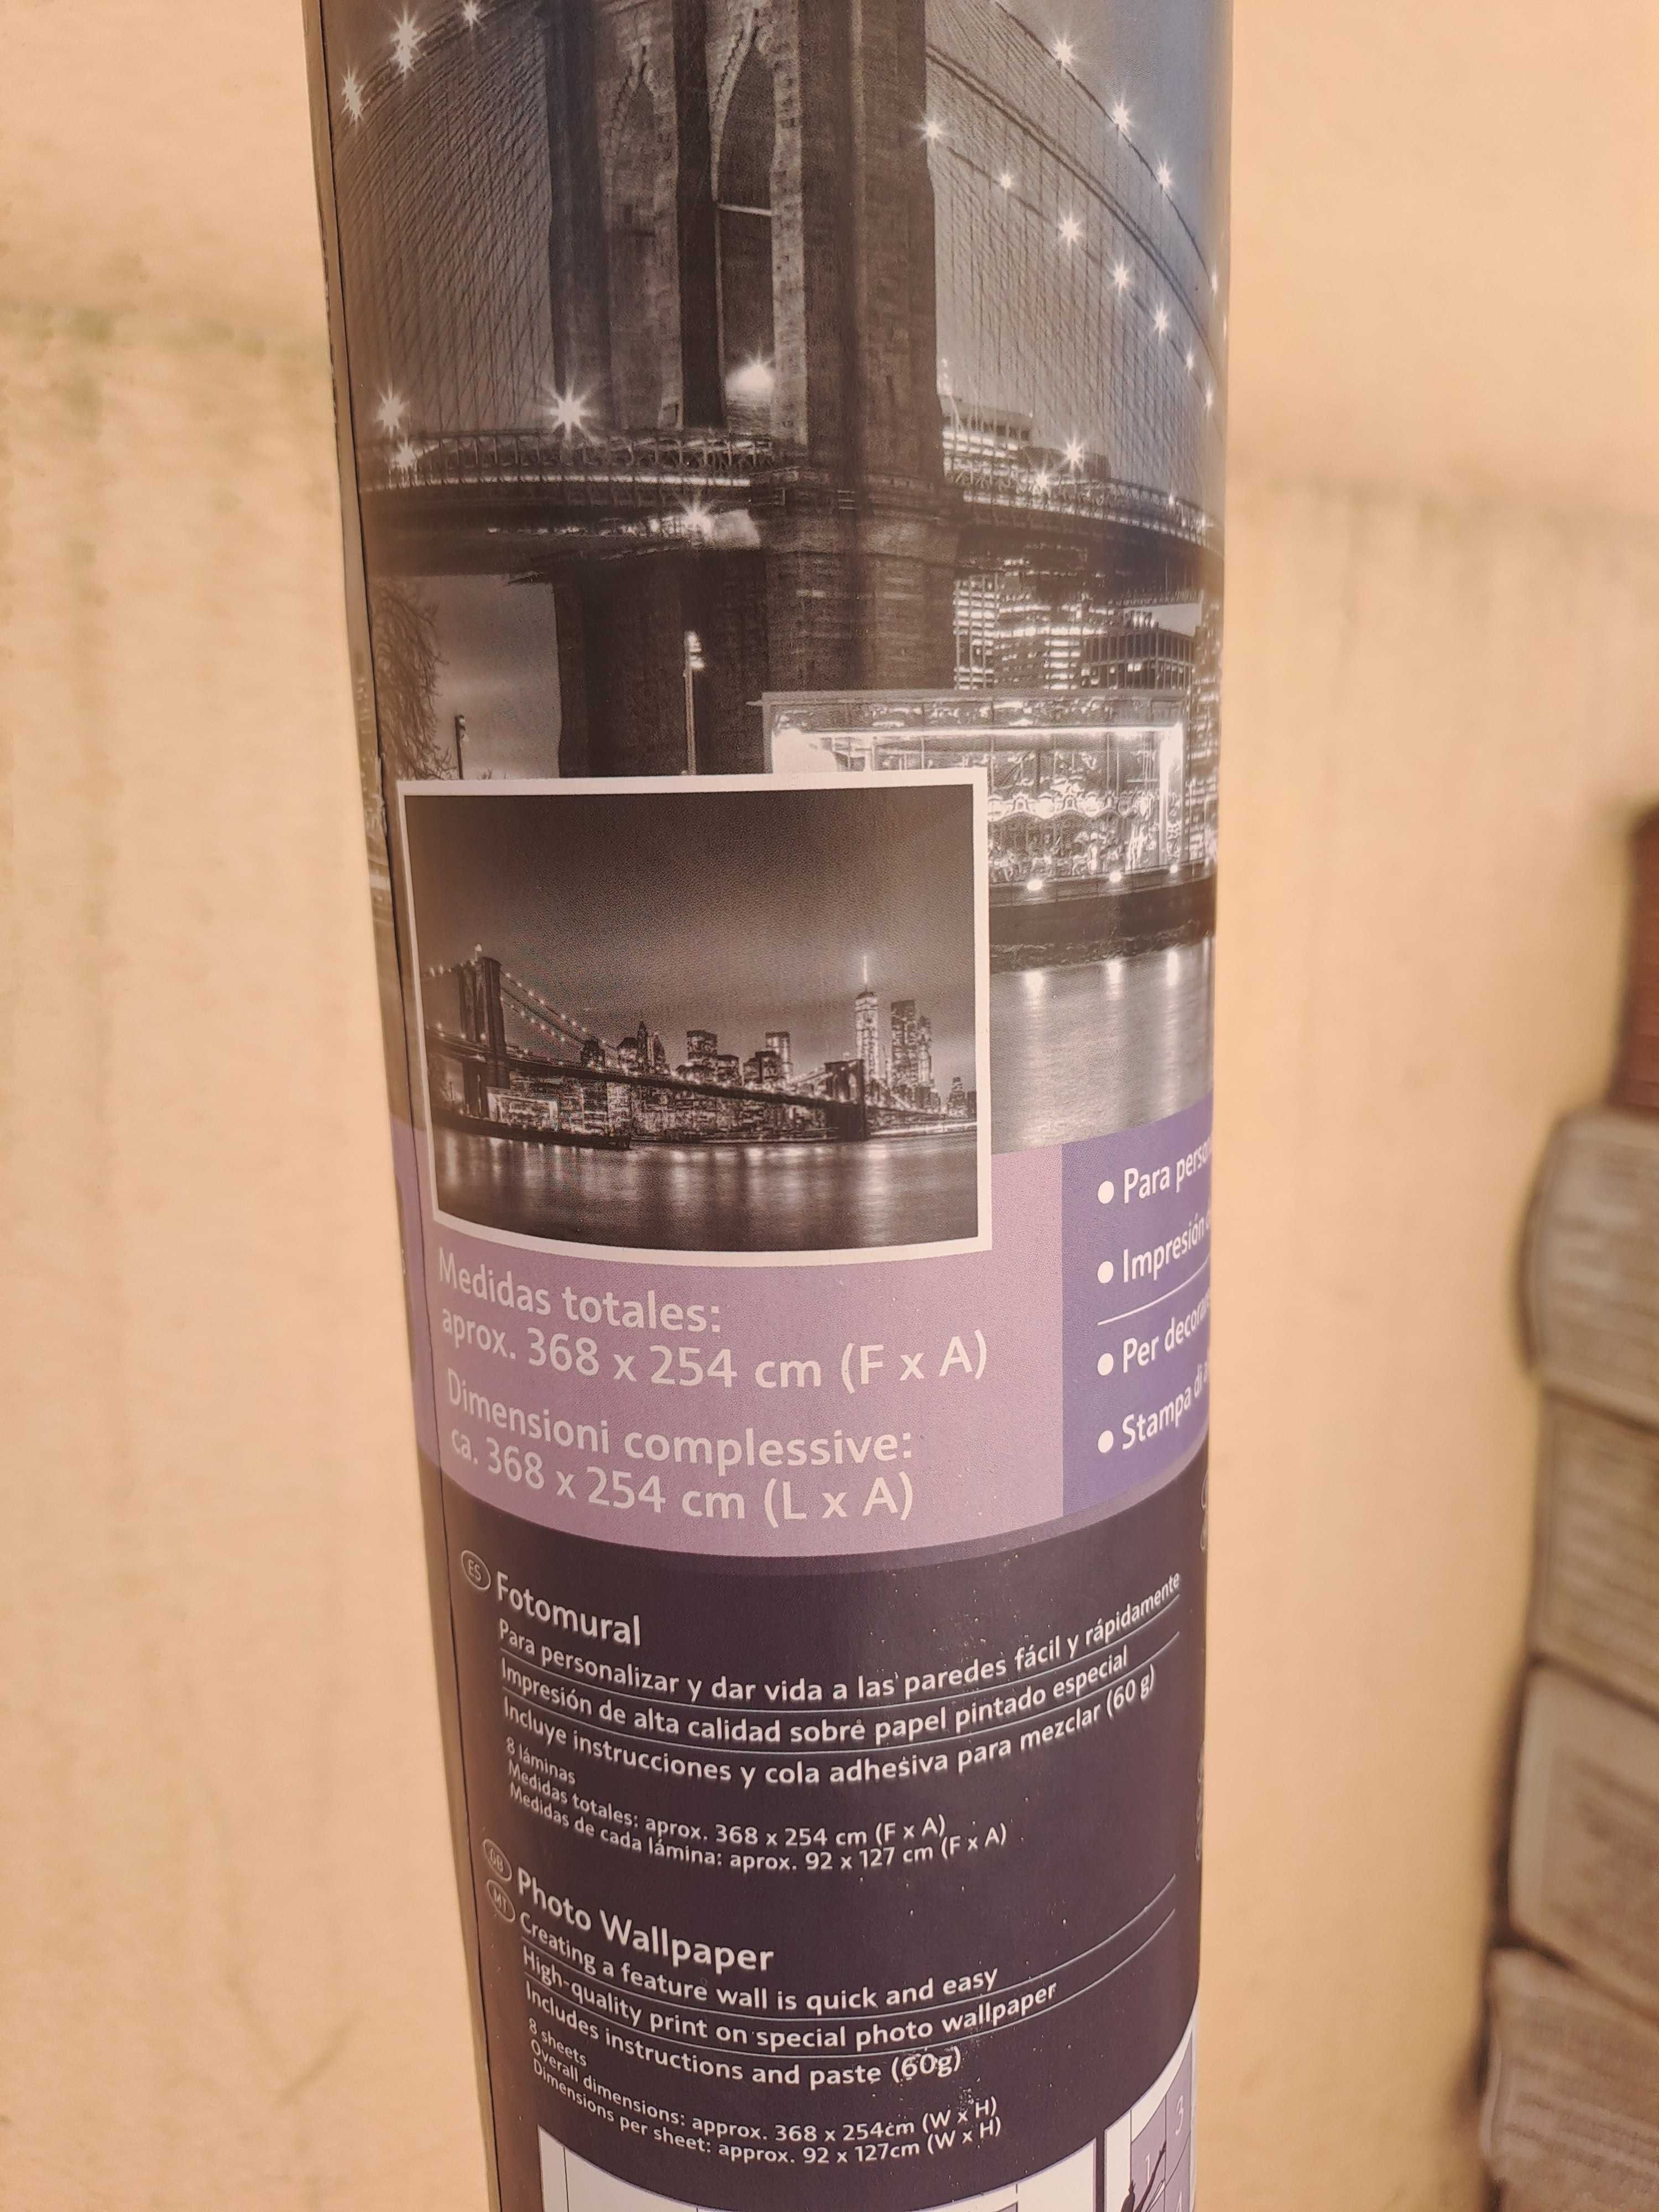 Medidas totales:
aprox. 368 x 254 cm (F x A)
Dimensioni complessive:
ca. 368 x 254 cm (L x A)
● Para
● Impresión
● Per
● Stampa di
ES Fotomural
Para personalizar y dar vida a las paredes fácil y rápidamente
Impresión de alta calidad sobre papel pintado especial
Incluye instrucciones y cola adhesiva para mezclar (60 g)
8 láminas
Medidas totales: aprox. 368 x 254 cm (F x A)
Medidas de cada lámina: aprox. 92 x 127 cm (F x A)
GB MT Photo Wallpaper
Creating a feature wall is quick and easy
High-quality print on special photo wallpaper
Includes instructions and paste (60g)
8 sheets
Overall dimensions: approx. 368 x 254cm (W x H)
Dimensions per sheet: approx. 92 x 127cm (W x H)
3
1